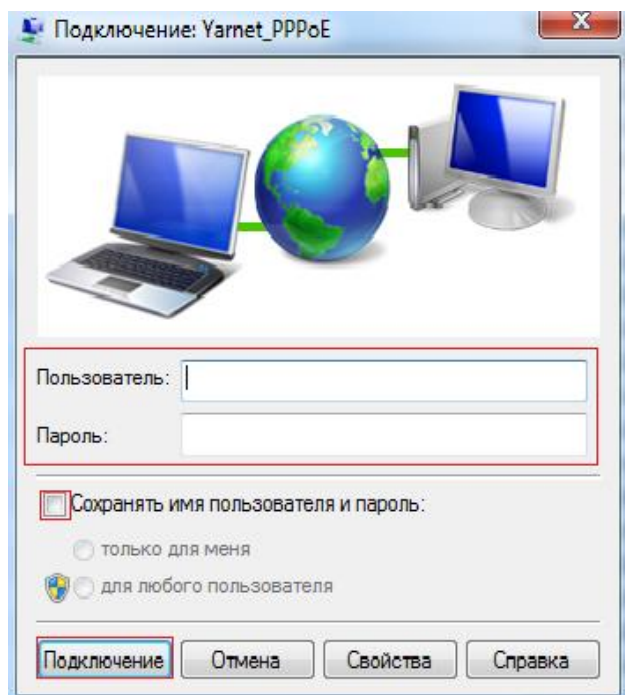 Подключение: Yarnet_PPPoE
Пользователь:
Пароль:
Сохранять имя пользователя и пароль:
только для меня
для любого пользователя
Подключение Отмена Свойства Справка